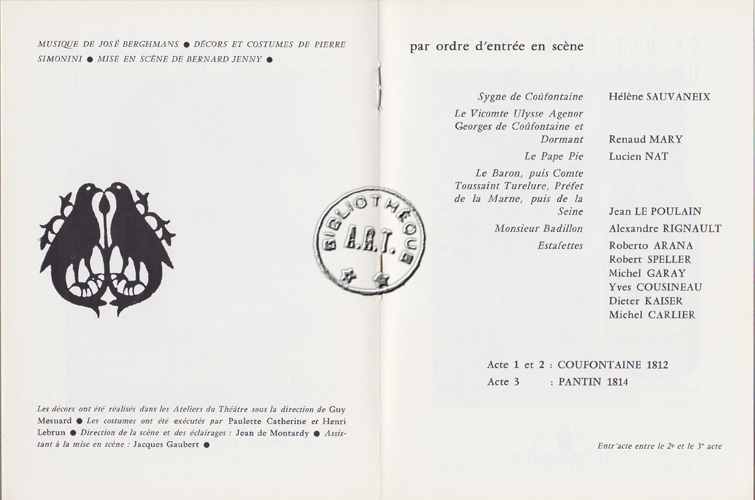 MUSIQUE DE JOSÉ BERGHMANS ● DÉCORS ET COSTUMES DE PIERRE
SIMONINI ● MISE EN SCÈNE DE BERNARD JENNY ●
Les décors ont été réalisés dans les Ateliers du Théâtre sous la direction de Guy
Mesnard ● Les costumes ont été exécutés par Paulette Catherine et Henri
Lebrun ● Direction de la scène et des éclairages : Jean de Montardy ● Assis-
tant à la mise en scène : Jacques Gaubert ●
BIBLIOTHÈQUE
A.R.T.
par ordre d'entrée en scène
Sygne de Coûfontaine Hélène SAUVANEIX
Le Vicomte Ulysse Agenor
Georges de Coûfontaine et
Dormant Renaud MARY
Le Pape Pie Lucien NAT
Le Baron, puis Comte
Toussaint Turelure, Préfet
de la Marne, puis de la
Seine Jean LE POULAIN
Monsieur Badillon Alexandre RIGNAULT
Estafettes Roberto ARANA
Robert SPELLER
Michel GARAY
Yves COUSINEAU
Dieter KAISER
Michel CARLIER
Acte 1 et 2 : COUFONTAINE 1812
Acte 3 : PANTIN 1814
Entr'acte entre le 2e et le 3e acte